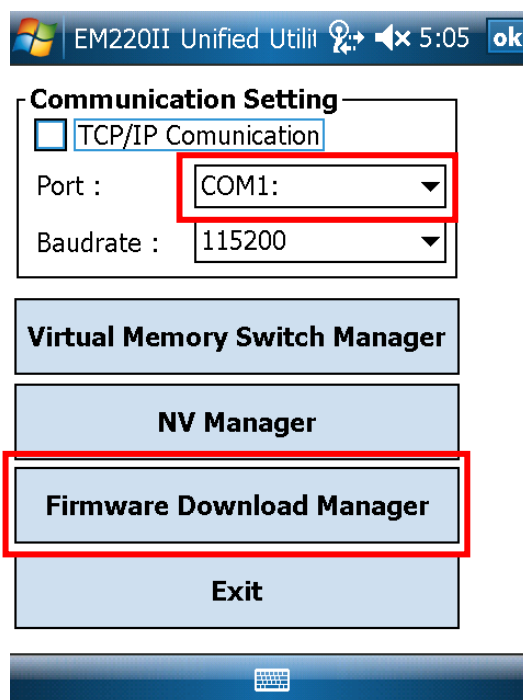 EM220II Unified Utilit 5:05 ok
Communication Setting
TCP/IP Comunication
Port : COM1:
Baudrate : 115200
Virtual Memory Switch Manager
NV Manager
Firmware Download Manager
Exit